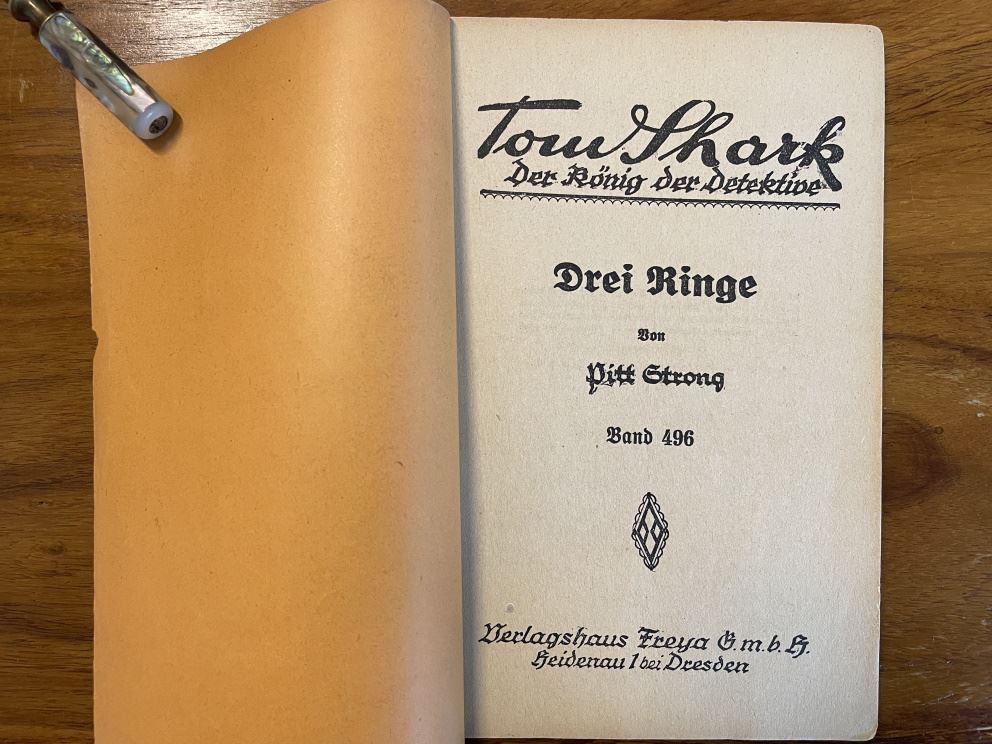 Tom Shark
Der König der Detektive
Drei Ringe
Von
Pitt Strong
Band 496
Verlagshaus Freya G.m.b.H.
Heidenau 1 bei Dresden